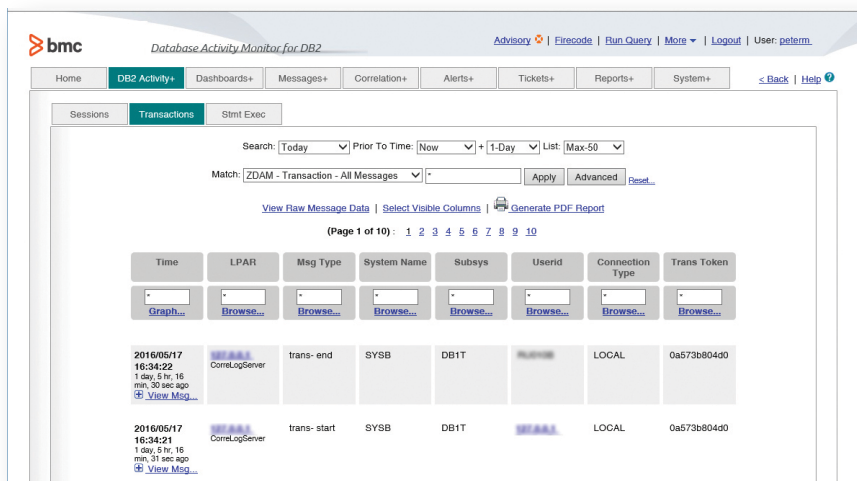 bmc
Database Activity Monitor for DB2
Advisory | Firecode | Run Query | More | Logout | User: peterm
Home DB2 Activity+ Dashboards+ Messages+ Correlation+ Alerts+ Tickets+ Reports+ System+ < Back | Help ?
Sessions Transactions Stmt Exec
Search: Today Prior To Time: Now + 1-Day List: Max-50
Match: ZDAM - Transaction - All Messages * Apply Advanced Reset...
View Raw Message Data | Select Visible Columns | Generate PDF Report
(Page 1 of 10) : 1 2 3 4 5 6 7 8 9 10
Time LPAR Msg Type System Name Subsys Userid Connection Type Trans Token
* * * * * * * *
Graph... Browse... Browse... Browse... Browse... Browse... Browse... Browse...
2016/05/17 trans- end SYSB DB1T LOCAL 0a573b804d0
16:34:22 CorreLogServer
1 day, 5 hr, 16
min, 30 sec ago
View Msg...
2016/05/17 trans- start SYSB DB1T LOCAL 0a573b804d0
16:34:21 CorreLogServer
1 day, 5 hr, 16
min, 31 sec ago
View Msg...